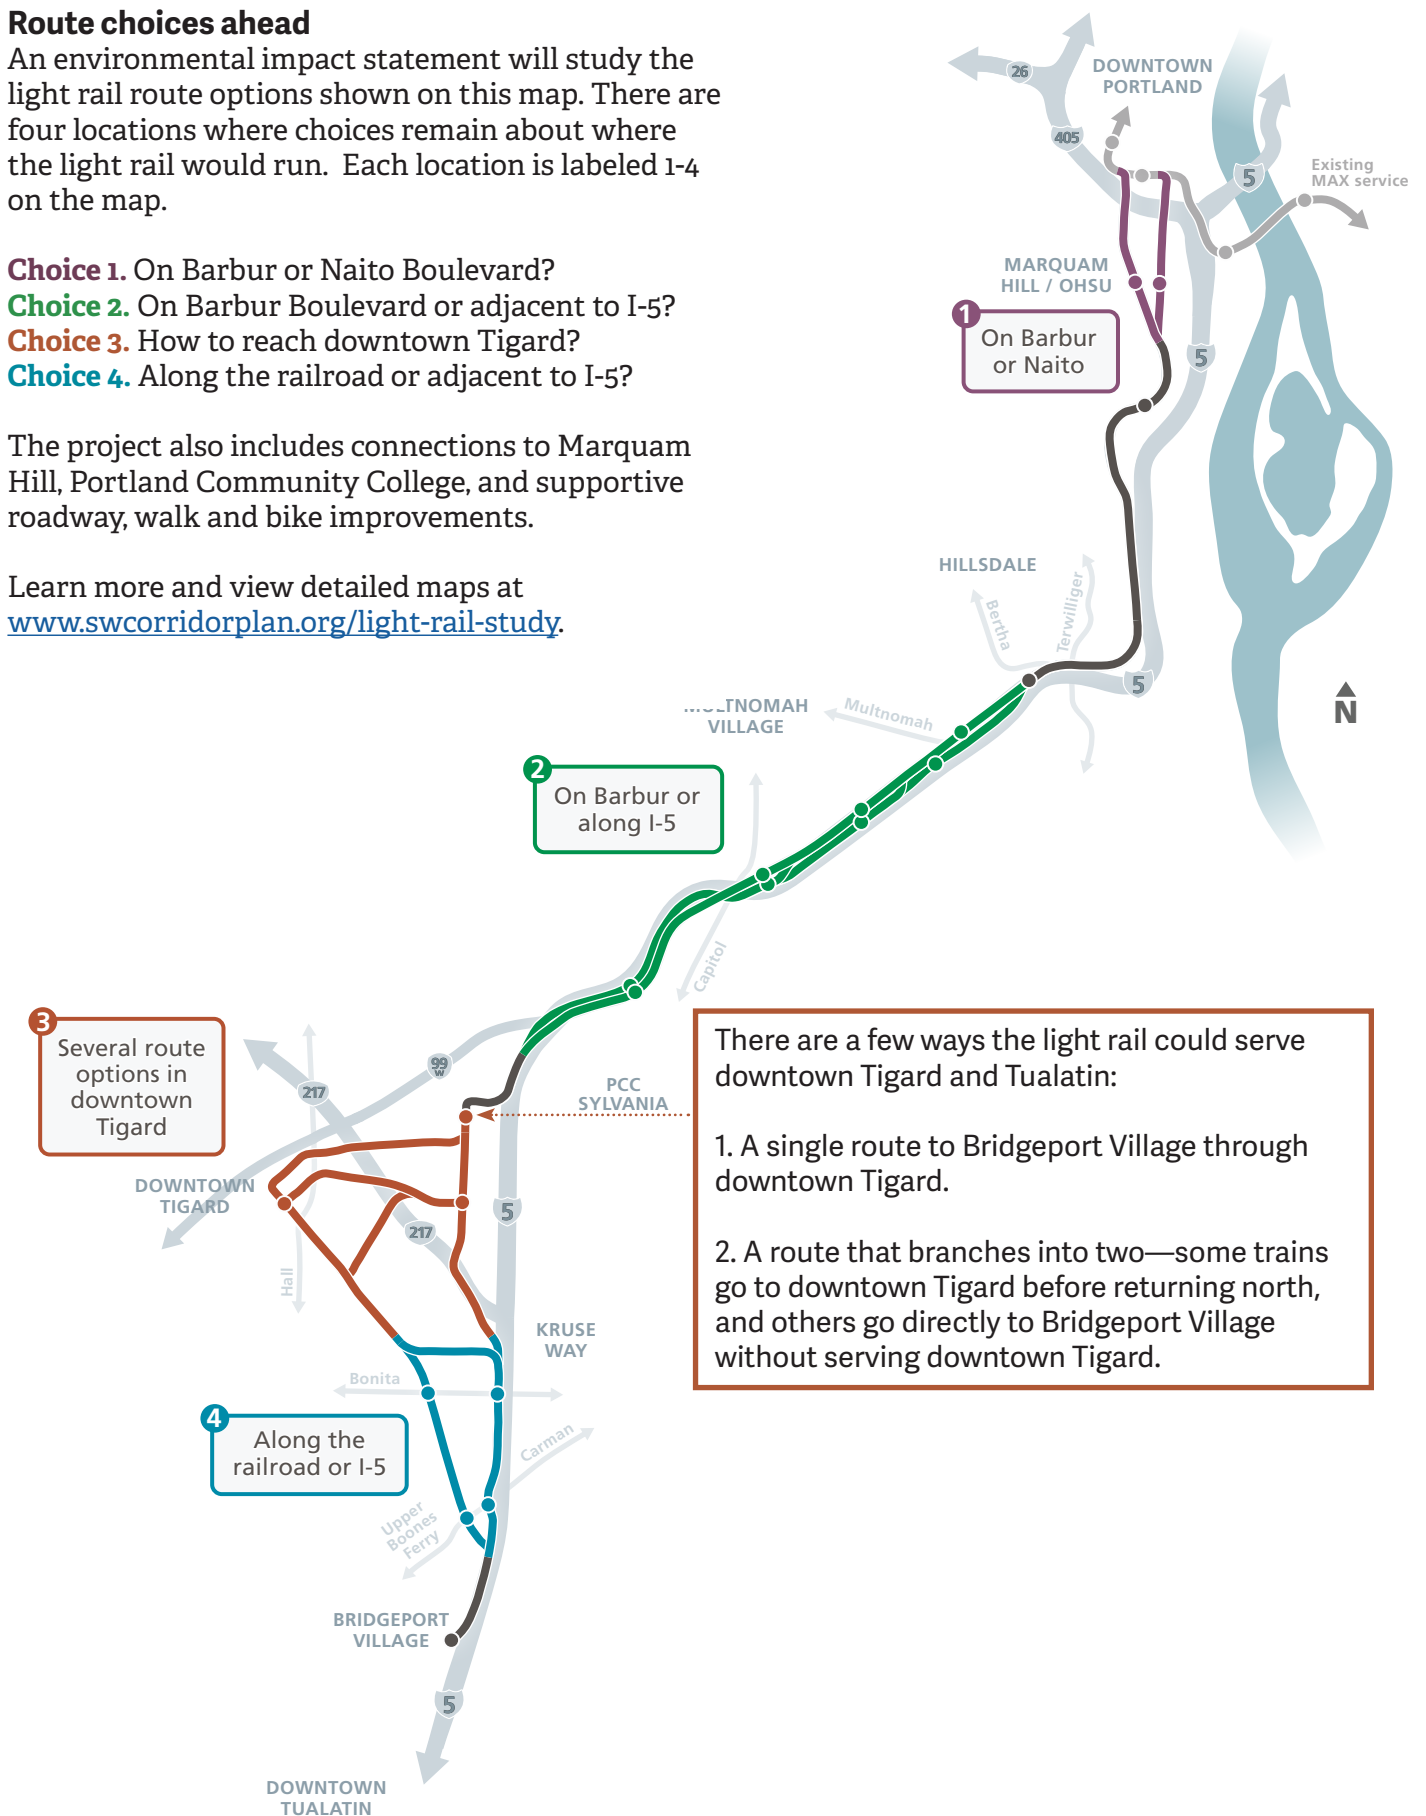 Route choices ahead
An environmental impact statement will study the
light rail route options shown on this map. There are
four locations where choices remain about where
the light rail would run.  Each location is labeled 1-4
on the map.
Choice 1. On Barbur or Naito Boulevard?
Choice 2. On Barbur Boulevard or adjacent to I-5?
Choice 3. How to reach downtown Tigard?
Choice 4. Along the railroad or adjacent to I-5?
The project also includes connections to Marquam
Hill, Portland Community College, and supportive
roadway, walk and bike improvements.
Learn more and view detailed maps at
www.swcorridorplan.org/light-rail-study.
26
DOWNTOWN
PORTLAND
405
5
Existing
MAX service
MARQUAM
HILL / OHSU
1
On Barbur
or Naito
5
HILLSDALE
Bertha
Terwilliger
5
N
MULTNOMAH
VILLAGE
Multnomah
2
On Barbur or
along I-5
Capitol
3
Several route
options in
downtown
Tigard
99
W
217
PCC
SYLVANIA
There are a few ways the light rail could serve
downtown Tigard and Tualatin:
1. A single route to Bridgeport Village through
downtown Tigard.
2. A route that branches into two—some trains
go to downtown Tigard before returning north,
and others go directly to Bridgeport Village
without serving downtown Tigard.
DOWNTOWN
TIGARD
5
217
Hall
KRUSE
WAY
Bonita
4
Along the
railroad or I-5
Carman
Upper
Boones
Ferry
BRIDGEPORT
VILLAGE
5
DOWNTOWN
TUALATIN